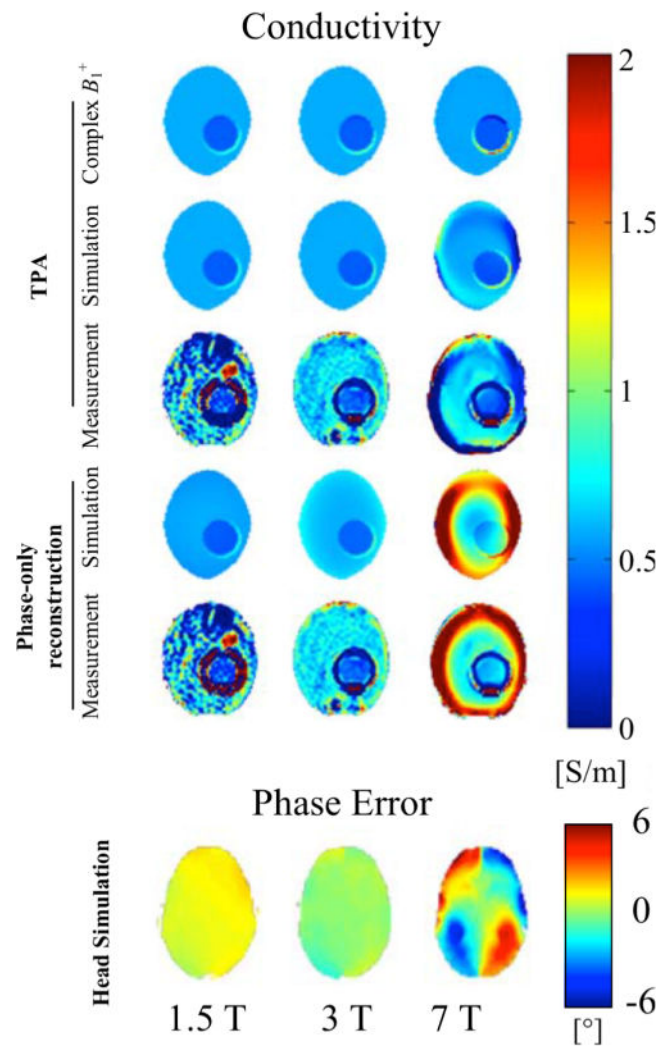 Conductivity
TPA
Complex B₁⁺
Simulation
Measurement
Phase-only
reconstruction
Simulation
Measurement
2
1.5
1
0.5
0
[S/m]
Phase Error
Head Simulation
6
0
-6
[°]
1.5 T
3 T
7 T